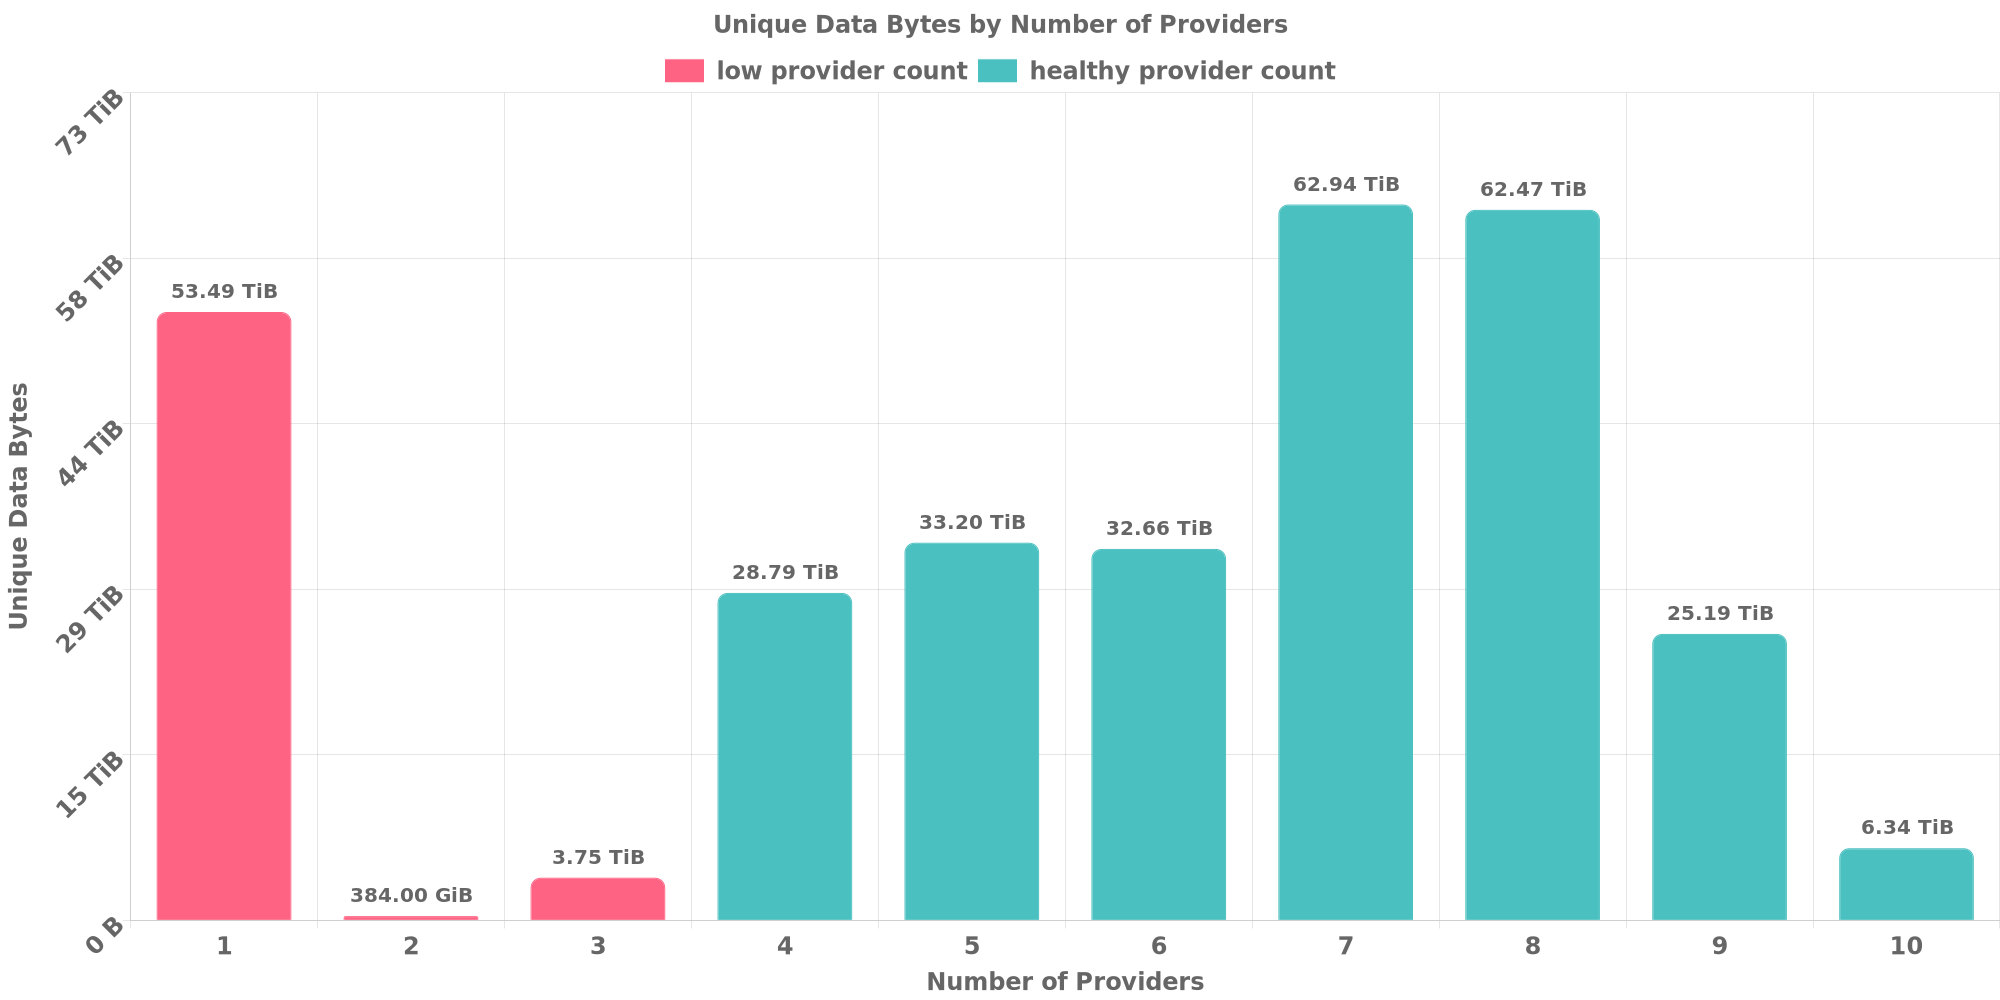 Unique Data Bytes by Number of Providers
low provider count healthy provider count
73 TiB
58 TiB
44 TiB
29 TiB
15 TiB
0 B
Unique Data Bytes
53.49 TiB
384.00 GiB
3.75 TiB
28.79 TiB
33.20 TiB
32.66 TiB
62.94 TiB
62.47 TiB
25.19 TiB
6.34 TiB
1 2 3 4 5 6 7 8 9 10
Number of Providers